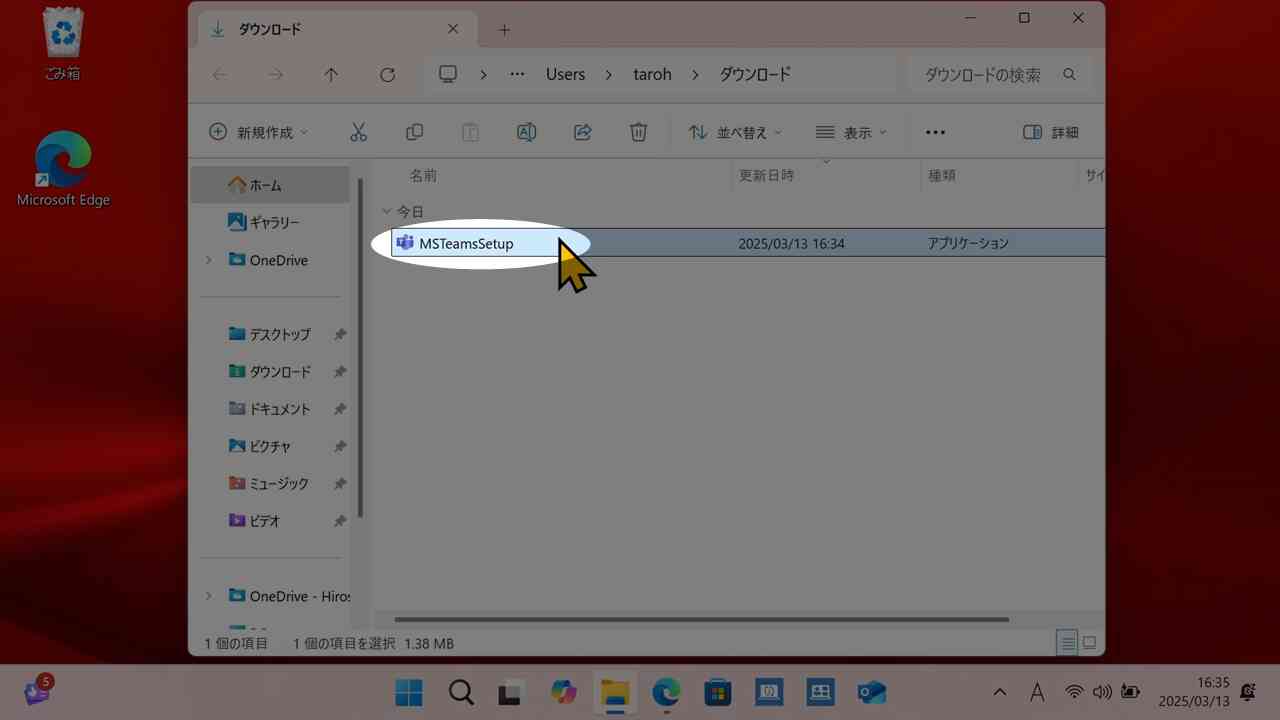 ごみ箱
Microsoft Edge
ダウンロード
Users
taroh
ダウンロード
ダウンロードの検索
新規作成
並べ替え
表示
詳細
ホーム
ギャラリー
OneDrive
デスクトップ
ダウンロード
ドキュメント
ピクチャ
ミュージック
ビデオ
OneDrive - Hiros
名前
更新日時
種類
サイ
今日
MSTeamsSetup
2025/03/13 16:34
アプリケーション
1 個の項目
1 個の項目を選択 1.38 MB
5
A
16:35
2025/03/13